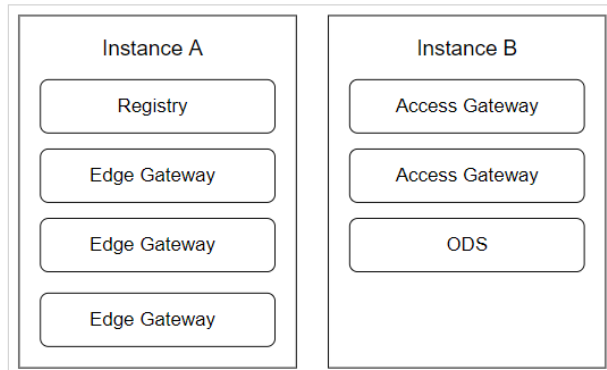 Instance A
Registry
Edge Gateway
Edge Gateway
Edge Gateway
Instance B
Access Gateway
Access Gateway
ODS